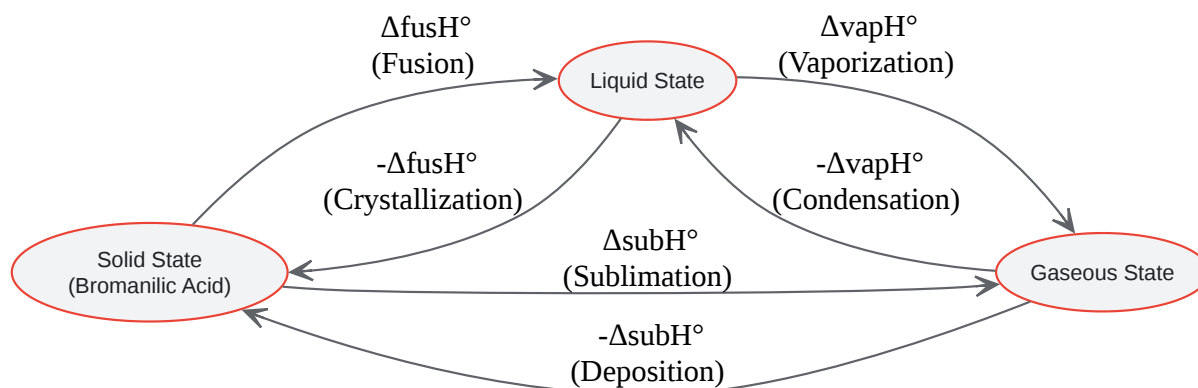 ΔfusH°
(Fusion)
Liquid State
ΔvapH°
(Vaporization)
-ΔfusH°
(Crystallization)
-ΔvapH°
(Condensation)
Solid State
(Bromanilic Acid)
ΔsubH°
(Sublimation)
Gaseous State
-ΔsubH°
(Deposition)